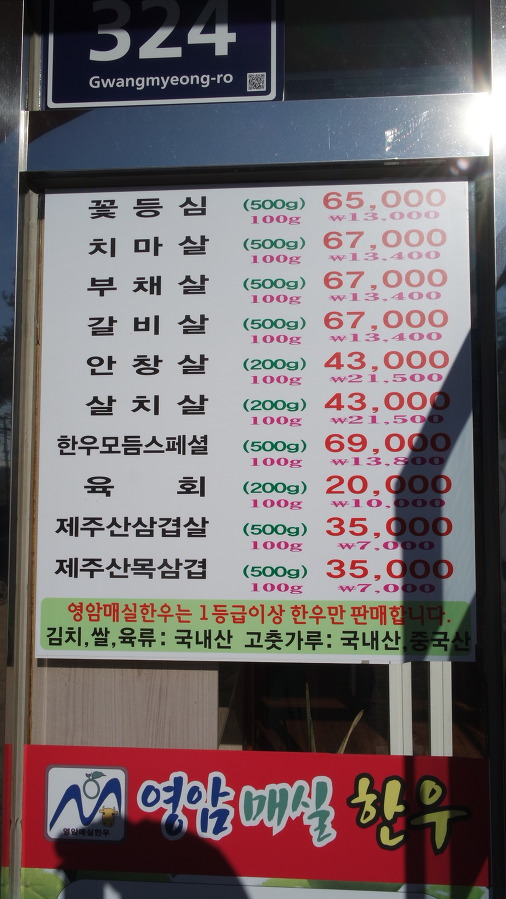 324
Gwangmyeong-ro
꽃등심 (500g) 65,000
100g ₩13,000
치마살 (500g) 67,000
100g ₩13,400
부채살 (500g) 67,000
100g ₩13,400
갈비살 (500g) 67,000
100g ₩13,400
안창살 (200g) 43,000
100g ₩21,500
살치살 (200g) 43,000
100g ₩21,500
한우모듬스페셜 (500g) 69,000
100g ₩13,800
육회 (200g) 20,000
100g ₩10,000
제주산삼겹살 (500g) 35,000
100g ₩7,000
제주산목삼겹 (500g) 35,000
100g ₩7,000
영암매실한우는 1등급이상 한우만 판매합니다.
김치,쌀,육류: 국내산 고춧가루: 국내산,중국산
영암매실한우
영암 매실 한우